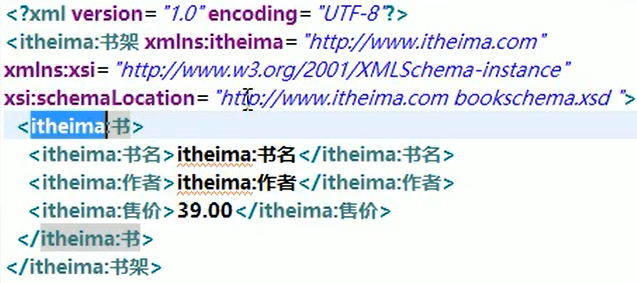 <?xml version="1.0" encoding="UTF-8"?>
<itheima:书架 xmlns:itheima="http://www.itheima.com"
xmlns:xsi="http://www.w3.org/2001/XMLSchema-instance"
xsi:schemaLocation="http://www.itheima.com bookschema.xsd ">
<itheima:书>
<itheima:书名>itheima:书名</itheima:书名>
<itheima:作者>itheima:作者</itheima:作者>
<itheima:售价>39.00</itheima:售价>
</itheima:书>
</itheima:书架>